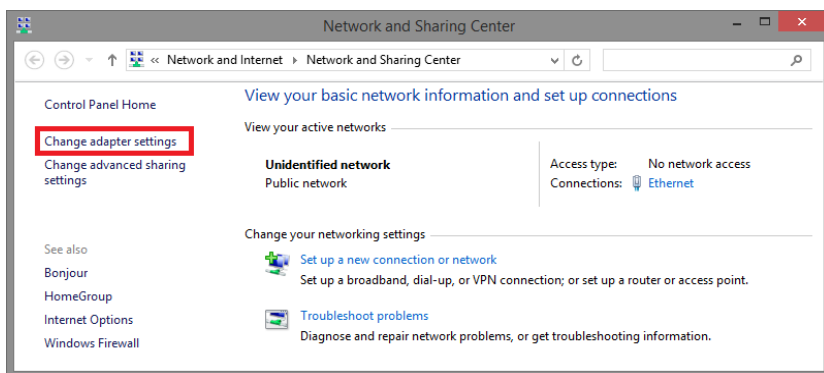 Network and Sharing Center
« Network and Internet ▸ Network and Sharing Center
Control Panel Home
Change adapter settings
Change advanced sharing
settings
See also
Bonjour
HomeGroup
Internet Options
Windows Firewall
View your basic network information and set up connections
View your active networks
Unidentified network
Public network
Access type: No network access
Connections: Ethernet
Change your networking settings
Set up a new connection or network
Set up a broadband, dial-up, or VPN connection; or set up a router or access point.
Troubleshoot problems
Diagnose and repair network problems, or get troubleshooting information.